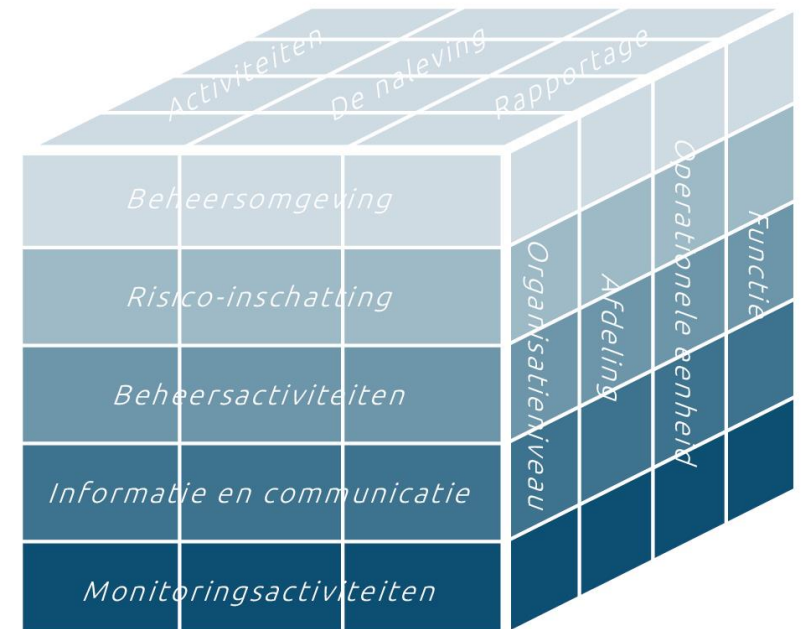 Activiteiten
De naleving
Rapportage
Beheersomgeving
Risico-inschatting
Beheersactiviteiten
Informatie en communicatie
Monitoringsactiviteiten
Organisatieniveau
Afdeling
Operationele eenheid
Functie